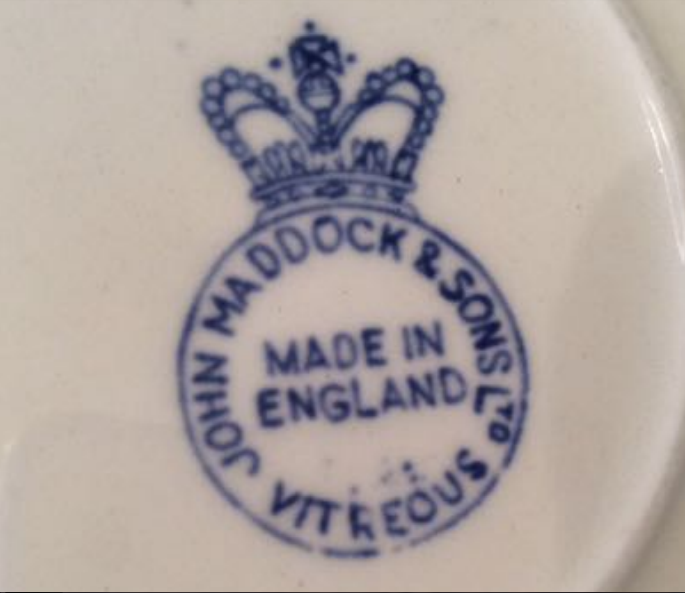 JOHN MADDOCK & SONS LTD
MADE IN
ENGLAND
VITREOUS